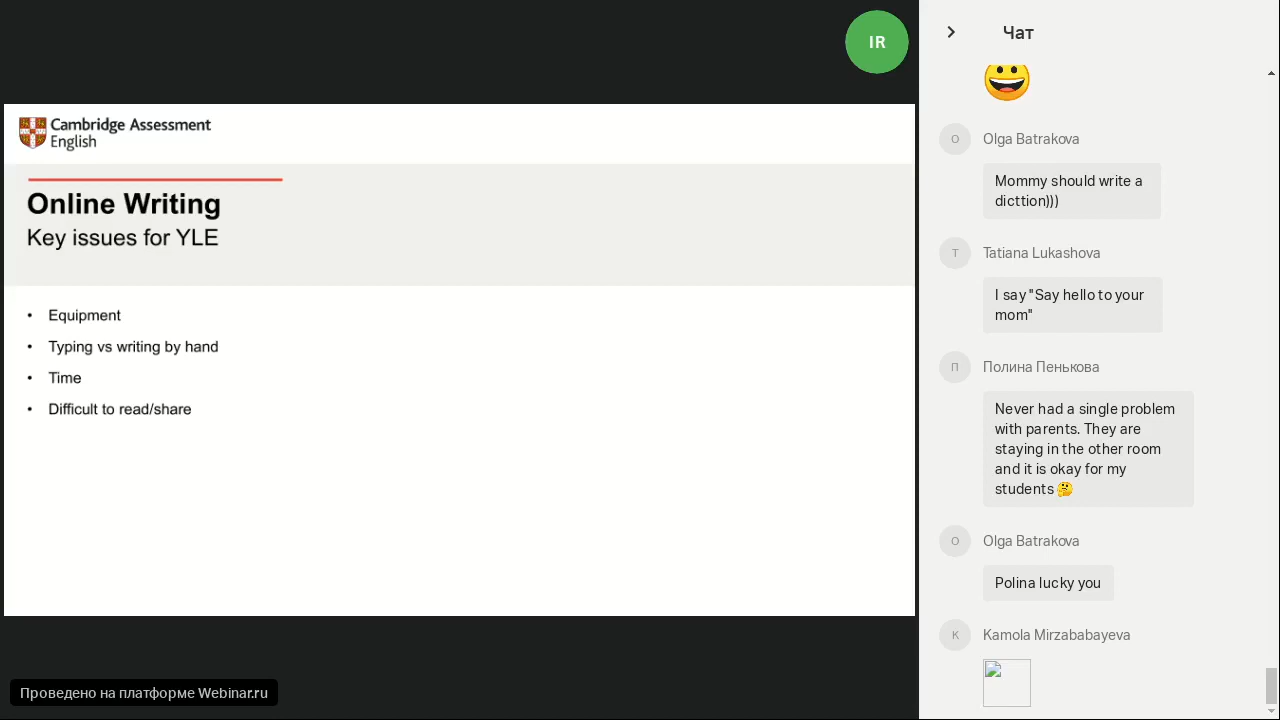 IR
Cambridge Assessment
English
Online Writing
Key issues for YLE
• Equipment
• Typing vs writing by hand
• Time
• Difficult to read/share
Проведено на платформе Webinar.ru
Чат
O
Olga Batrakova
Mommy should write a
dicttion)))
T
Tatiana Lukashova
I say "Say hello to your
mom"
П
Полина Пенькова
Never had a single problem
with parents. They are
staying in the other room
and it is okay for my
students 🤔
O
Olga Batrakova
Polina lucky you
K
Kamola Mirzababayeva